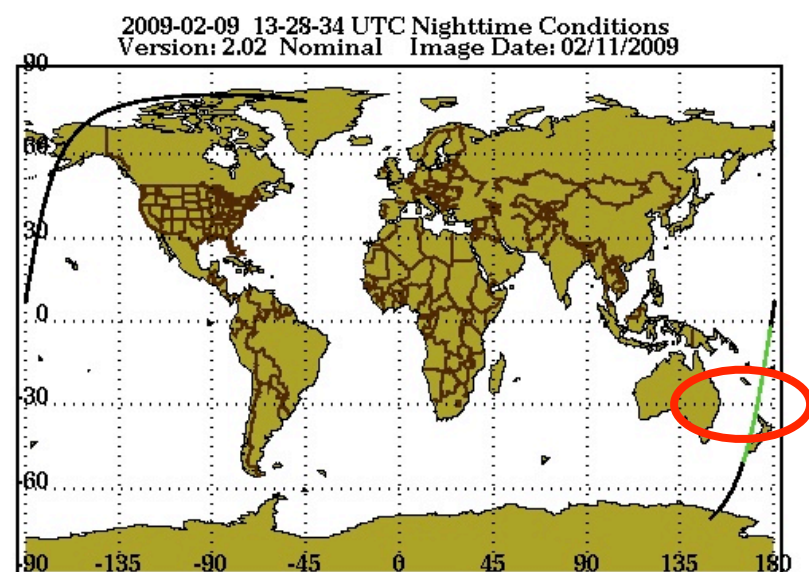 2009-02-09 13-28-34 UTC Nighttime Conditions
Version: 2.02 Nominal Image Date: 02/11/2009
90
60
30
0
-30
-60
-90 -135 -90 -45 0 45 90 135 180